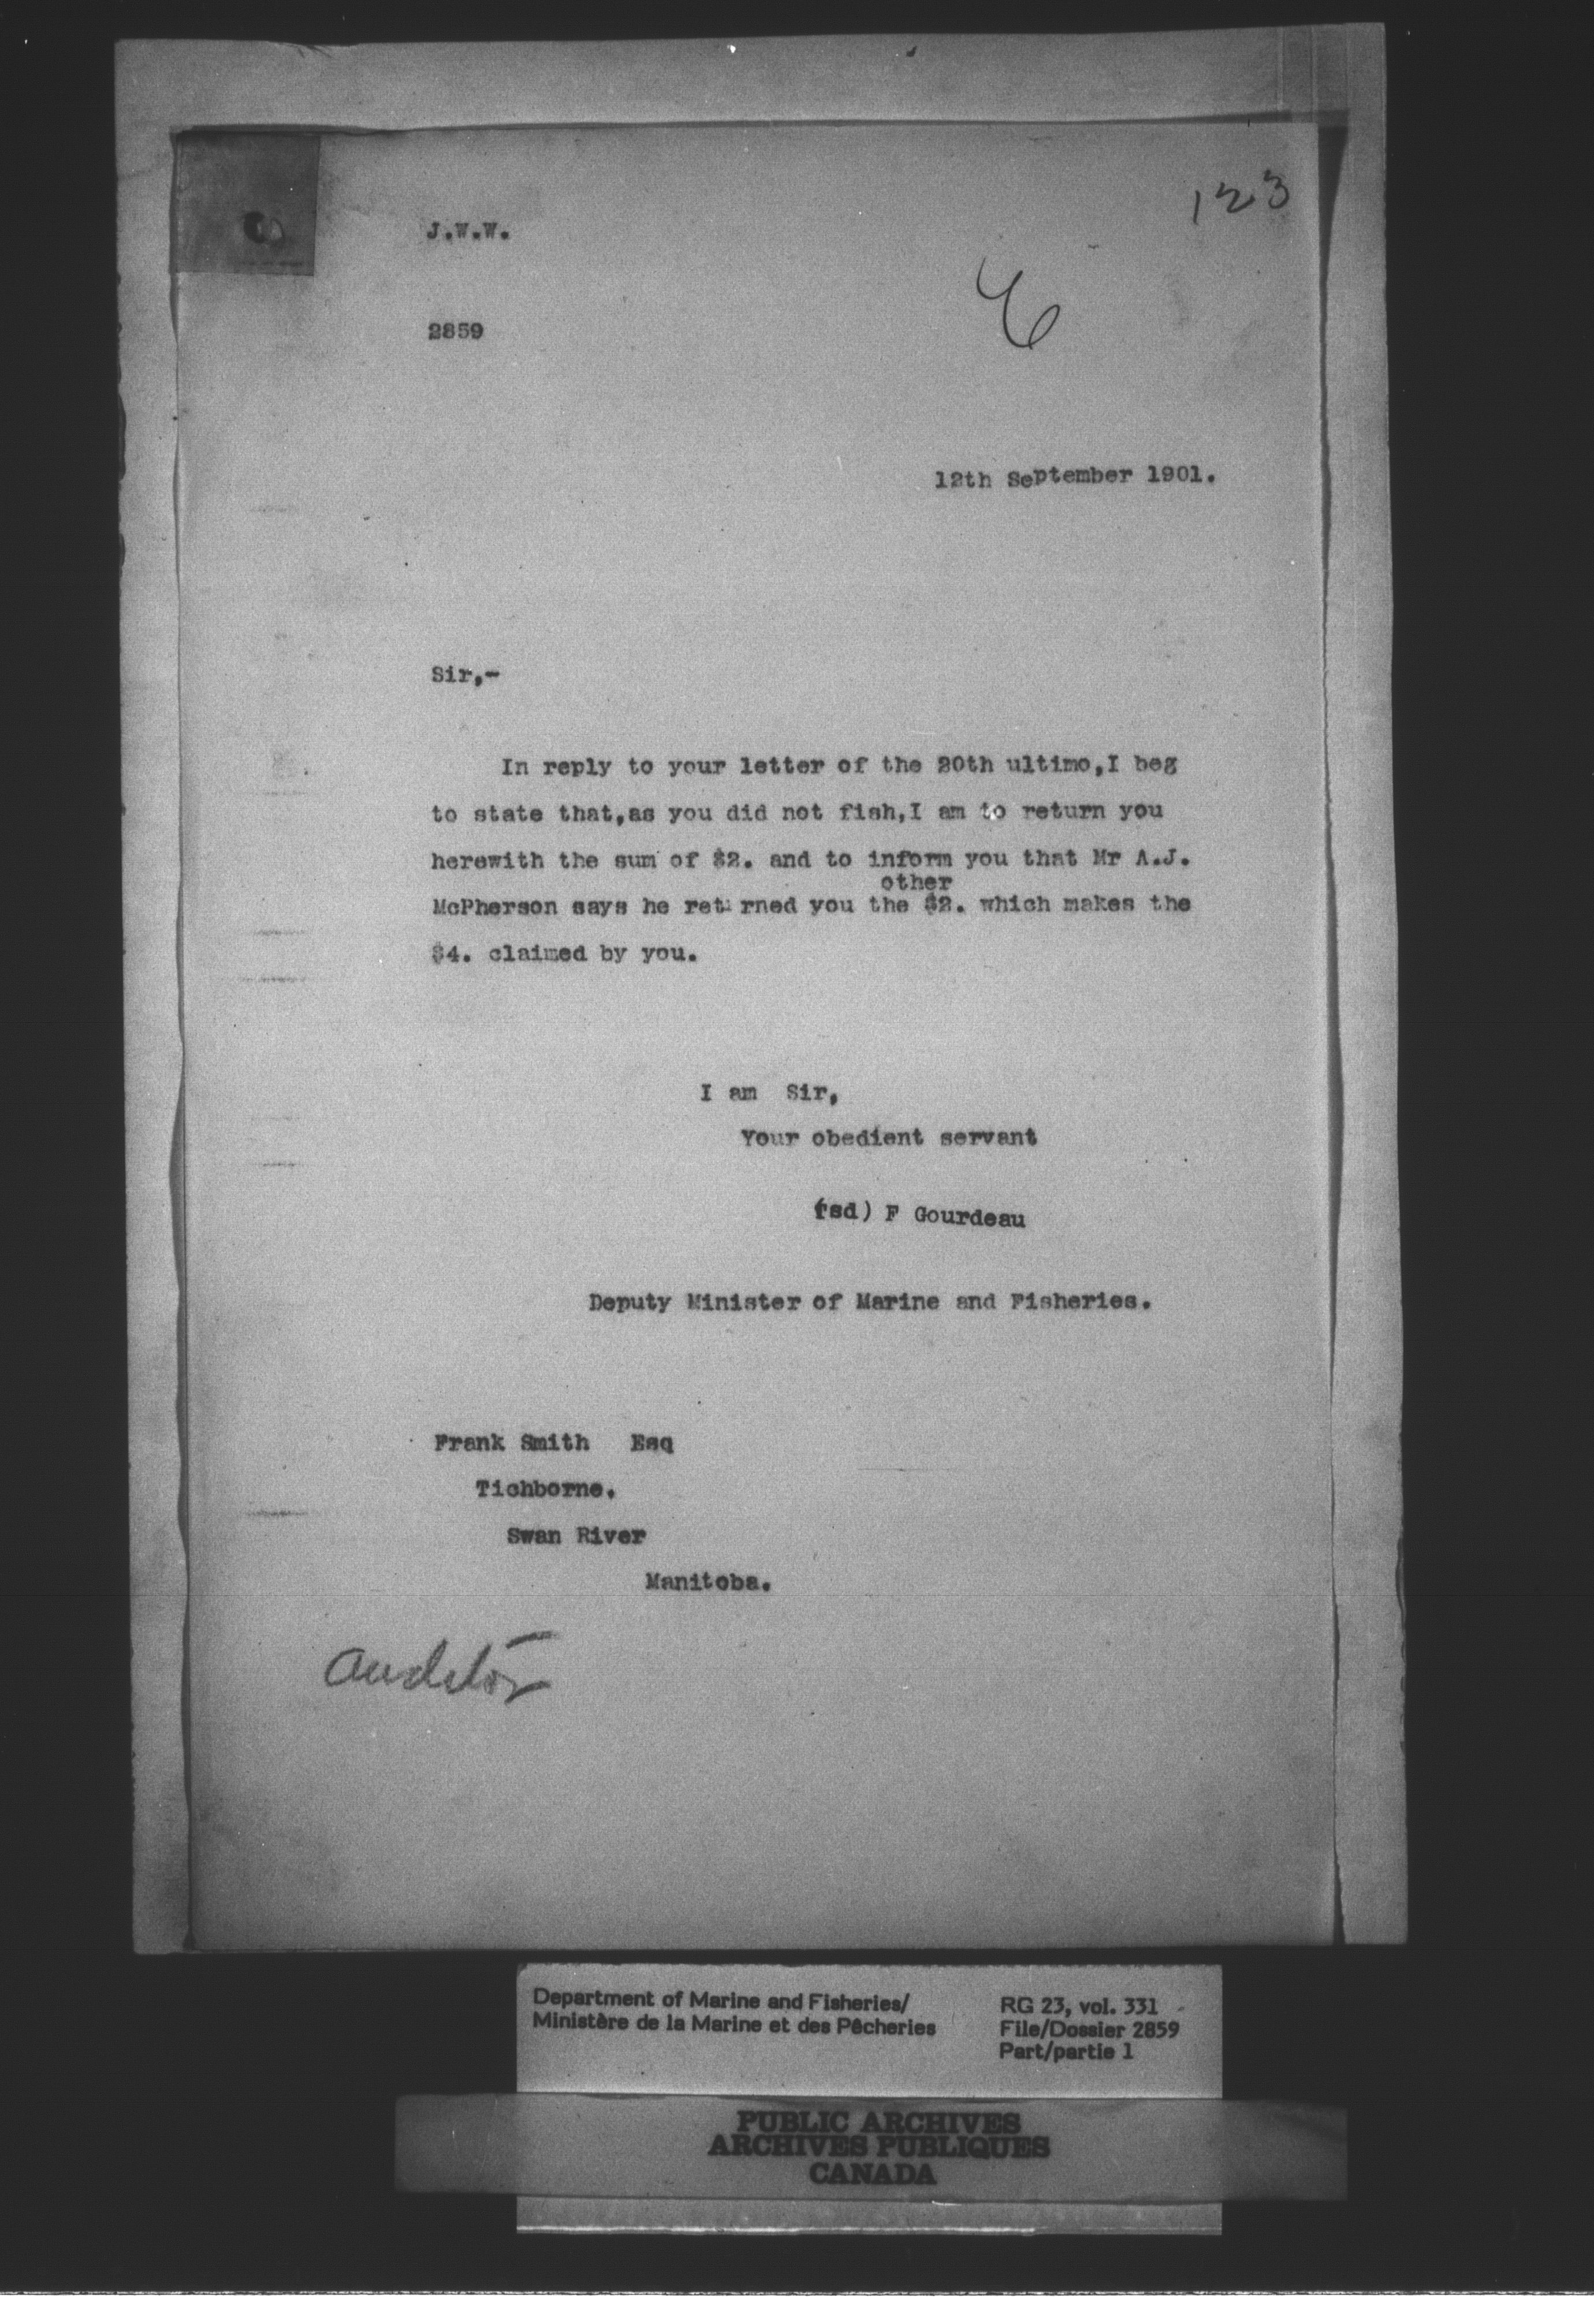 123
J.W.W.
2859
12th September 1901.
Sir,-
In reply to your letter of the 20th ultimo,I beg
to state that,as you did not fish,I am to return you
herewith the sum of $2. and to inform you that Mr A.J.
other
McPherson says he returned you the $2. which makes the
$4. claimed by you.
I am Sir,
Your obedient servant
(sd) F Gourdeau
Deputy Minister of Marine and Fisheries.
Frank Smith Esq
Tichborne.
Swan River
Manitoba.
Auditor
Department of Marine and Fisheries/
Ministère de la Marine et des Pêcheries
RG 23, vol. 331
File/Dossier 2859
Part/partie 1
PUBLIC ARCHIVES
ARCHIVES PUBLIQUES
CANADA